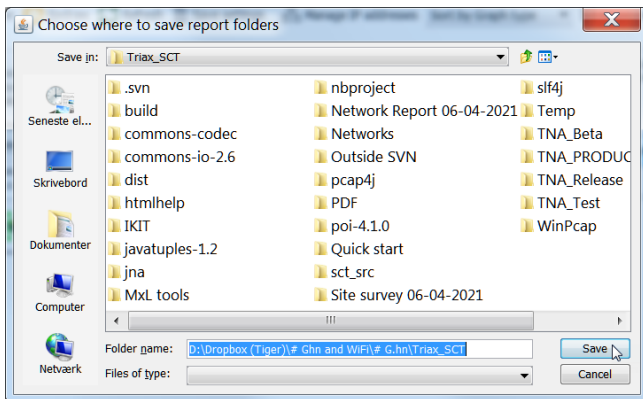 Choose where to save report folders
Save in: Triax_SCT
Seneste el...
Skrivebord
Dokumenter
Computer
Netværk
.svn
build
commons-codec
commons-io-2.6
dist
htmlhelp
IKIT
javatuples-1.2
jna
MxL tools
nbproject
Network Report 06-04-2021
Networks
Outside SVN
pcap4j
PDF
poi-4.1.0
Quick start
sct_src
Site survey 06-04-2021
slf4j
Temp
TNA_Beta
TNA_PRODUC
TNA_Release
TNA_Test
WinPcap
Folder name: D:\Dropbox (Tiger)\# Ghn and WiFi\# G.hn\Triax_SCT Save
Files of type: Cancel